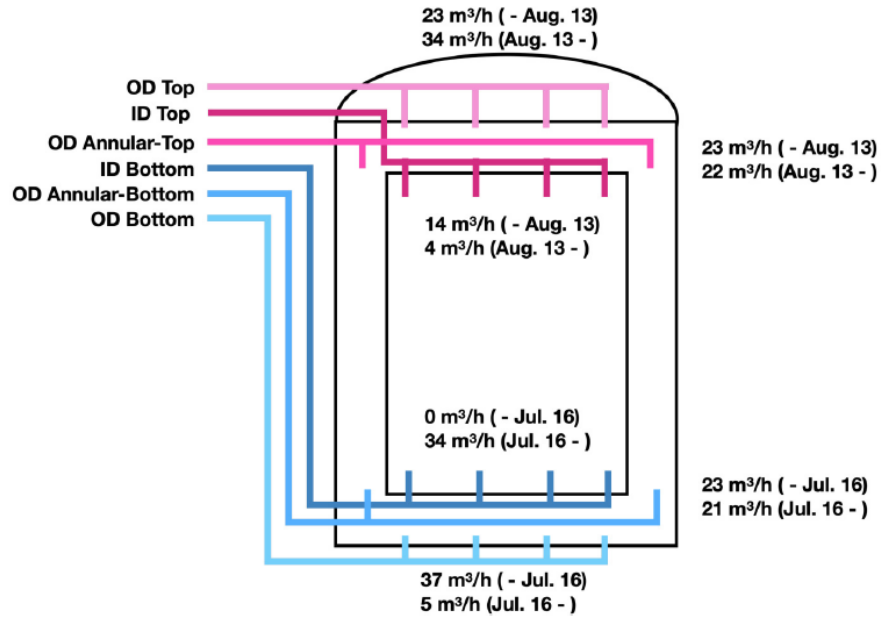 23 m³/h ( - Aug. 13)
34 m³/h (Aug. 13 - )
OD Top
ID Top
OD Annular-Top
ID Bottom
OD Annular-Bottom
OD Bottom
23 m³/h ( - Aug. 13)
22 m³/h (Aug. 13 - )
14 m³/h ( - Aug. 13)
4 m³/h (Aug. 13 - )
0 m³/h ( - Jul. 16)
34 m³/h (Jul. 16 - )
23 m³/h ( - Jul. 16)
21 m³/h (Jul. 16 - )
37 m³/h ( - Jul. 16)
5 m³/h (Jul. 16 - )